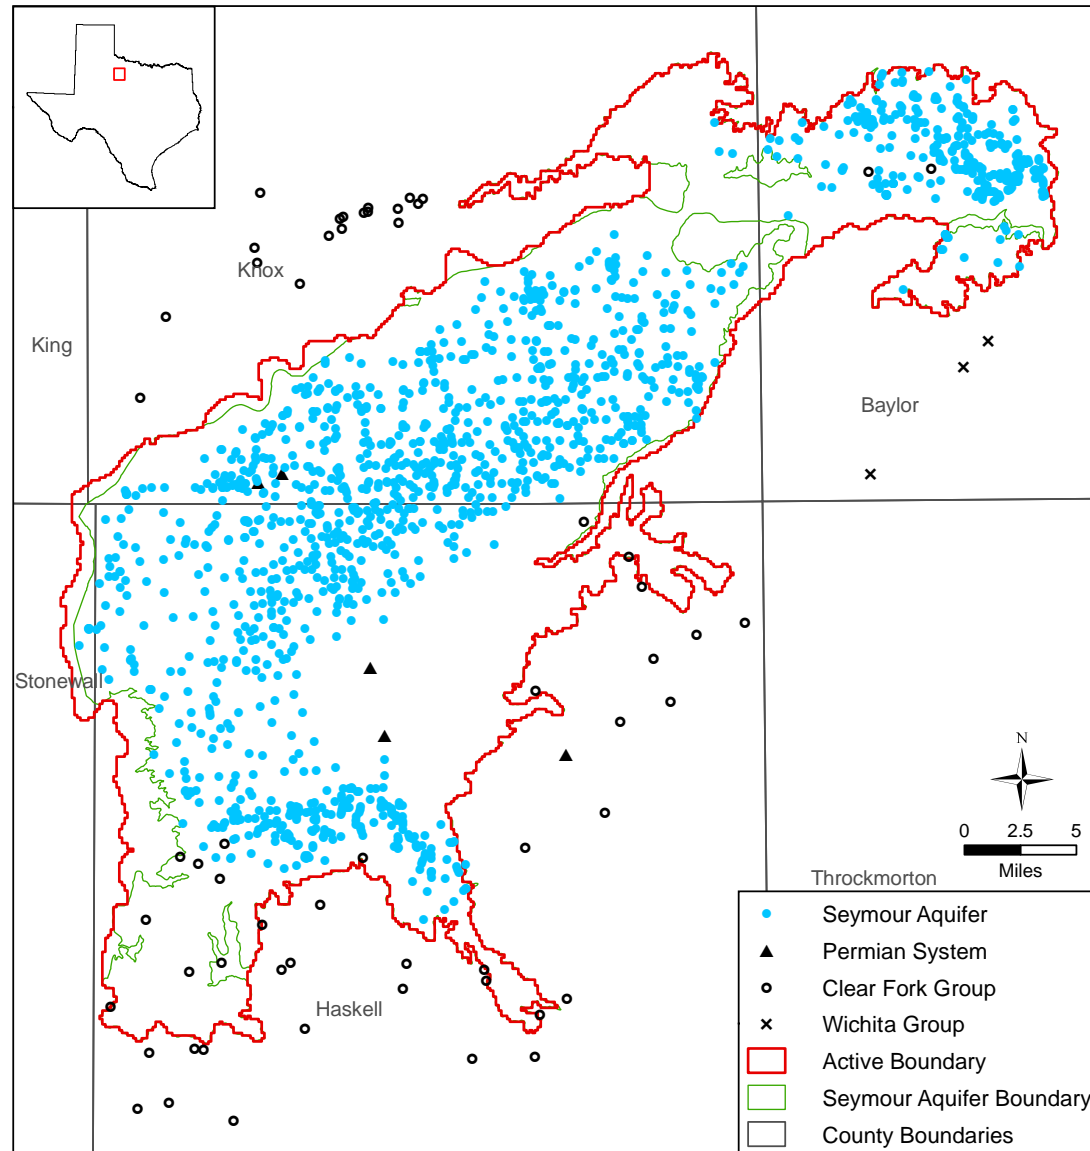 Knox
King
Baylor
Stonewall
N
0 2.5 5
Miles
Throckmorton
Haskell
Seymour Aquifer
Permian System
Clear Fork Group
Wichita Group
Active Boundary
Seymour Aquifer Boundary
County Boundaries